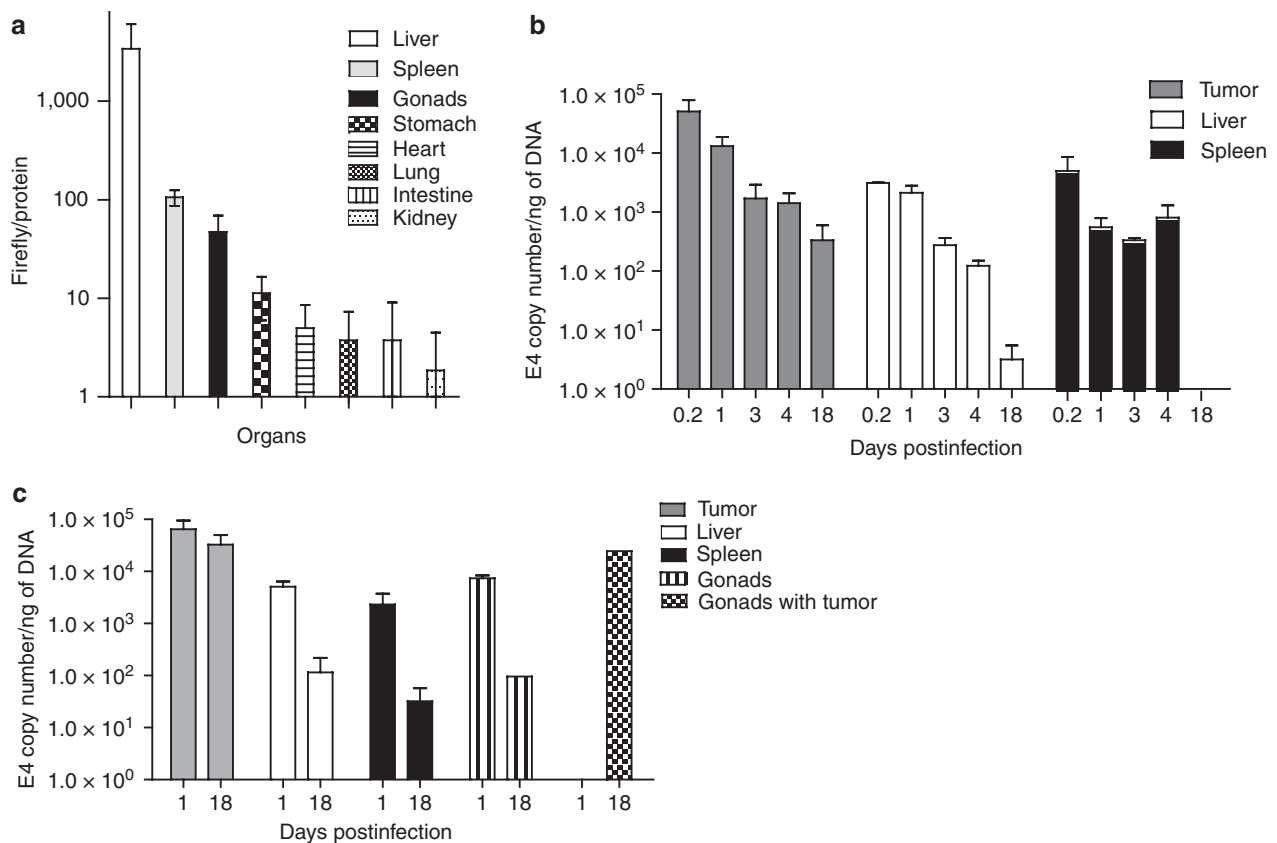 a
Firefly/protein
1,000
100
10
1
Organs
Liver
Spleen
Gonads
Stomach
Heart
Lung
Intestine
Kidney
b
E4 copy number/ng of DNA
1.0 × 10⁵
1.0 × 10⁴
1.0 × 10³
1.0 × 10²
1.0 × 10¹
1.0 × 10⁰
0.2 1 3 4 18 0.2 1 3 4 18 0.2 1 3 4 18
Days postinfection
Tumor
Liver
Spleen
c
E4 copy number/ng of DNA
1.0 × 10⁵
1.0 × 10⁴
1.0 × 10³
1.0 × 10²
1.0 × 10¹
1.0 × 10⁰
1 18 1 18 1 18 1 18 1 18
Days postinfection
Tumor
Liver
Spleen
Gonads
Gonads with tumor